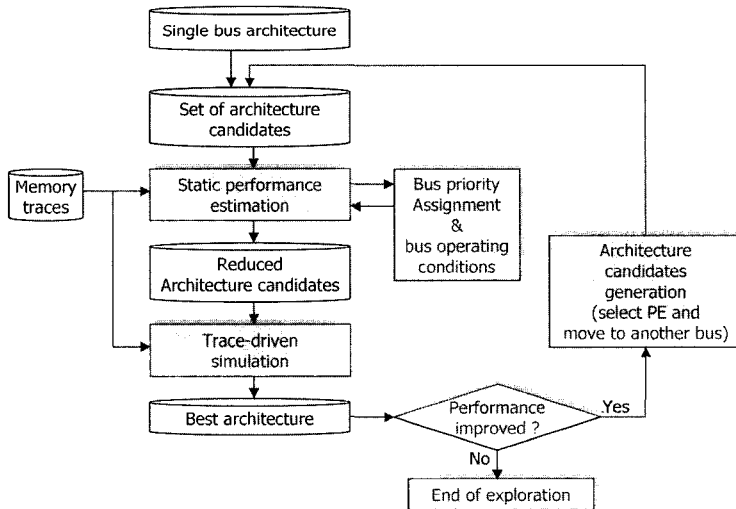 Single bus architecture
Set of architecture
candidates
Memory
traces
Static performance
estimation
Bus priority
Assignment
&
bus operating
conditions
Reduced
Architecture candidates
Architecture
candidates
generation
(select PE and
move to another bus)
Trace-driven
simulation
Best architecture
Performance
improved ?
Yes
No
End of exploration